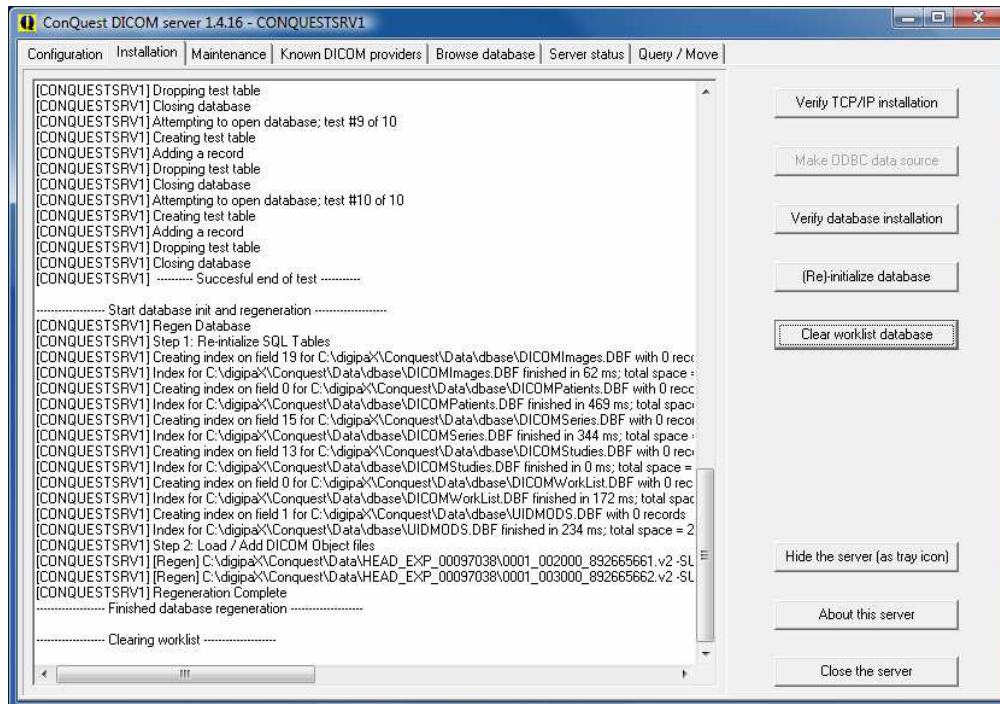 ConQuest DICOM server 1.4.16 - CONQUESTSRV1
Configuration Installation Maintenance Known DICOM providers Browse database Server status Query / Move
[CONQUESTSRV1] Dropping test table
[CONQUESTSRV1] Closing database
[CONQUESTSRV1] Attempting to open database; test #9 of 10
[CONQUESTSRV1] Creating test table
[CONQUESTSRV1] Adding a record
[CONQUESTSRV1] Dropping test table
[CONQUESTSRV1] Closing database
[CONQUESTSRV1] Attempting to open database; test #10 of 10
[CONQUESTSRV1] Creating test table
[CONQUESTSRV1] Adding a record
[CONQUESTSRV1] Dropping test table
[CONQUESTSRV1] Closing database
[CONQUESTSRV1] ---------- Succesful end of test ----------
------------------ Start database init and regeneration -------------------
[CONQUESTSRV1] Regen Database
[CONQUESTSRV1] Step 1: Re-intialize SQL Tables
[CONQUESTSRV1] Creating index on field 19 for C:\digipaX\Conquest\Data\dbase\DICOMImages.DBF with 0 reco
[CONQUESTSRV1] Index for C:\digipaX\Conquest\Data\dbase\DICOMImages.DBF finished in 62 ms; total space =
[CONQUESTSRV1] Creating index on field 0 for C:\digipaX\Conquest\Data\dbase\DICOMPatients.DBF with 0 recc
[CONQUESTSRV1] Index for C:\digipaX\Conquest\Data\dbase\DICOMPatients.DBF finished in 469 ms; total spac
[CONQUESTSRV1] Creating index on field 15 for C:\digipaX\Conquest\Data\dbase\DICOMSeries.DBF with 0 recor
[CONQUESTSRV1] Index for C:\digipaX\Conquest\Data\dbase\DICOMSeries.DBF finished in 344 ms; total space =
[CONQUESTSRV1] Creating index on field 13 for C:\digipaX\Conquest\Data\dbase\DICOMStudies.DBF with 0 rec
[CONQUESTSRV1] Index for C:\digipaX\Conquest\Data\dbase\DICOMStudies.DBF finished in 0 ms; total space =
[CONQUESTSRV1] Creating index on field 0 for C:\digipaX\Conquest\Data\dbase\DICOMWorkList.DBF with 0 rec
[CONQUESTSRV1] Index for C:\digipaX\Conquest\Data\dbase\DICOMWorkList.DBF finished in 172 ms; total spac
[CONQUESTSRV1] Creating index on field 1 for C:\digipaX\Conquest\Data\dbase\UIDMODS.DBF with 0 records
[CONQUESTSRV1] Index for C:\digipaX\Conquest\Data\dbase\UIDMODS.DBF finished in 234 ms; total space = 2
[CONQUESTSRV1] Step 2: Load / Add DICOM Object files
[CONQUESTSRV1] [Regen] C:\digipaX\Conquest\Data\HEAD_EXP_00097038\0001_002000_892665661.v2 -SU
[CONQUESTSRV1] [Regen] C:\digipaX\Conquest\Data\HEAD_EXP_00097038\0001_003000_892665662.v2 -SU
[CONQUESTSRV1] Regeneration Complete
------------------ Finished database regeneration -------------------
------------------ Clearing worklist -------------------
Verify TCP/IP installation
Make ODBC data source
Verify database installation
(Re)-initialize database
Clear worklist database
Hide the server (as tray icon)
About this server
Close the server